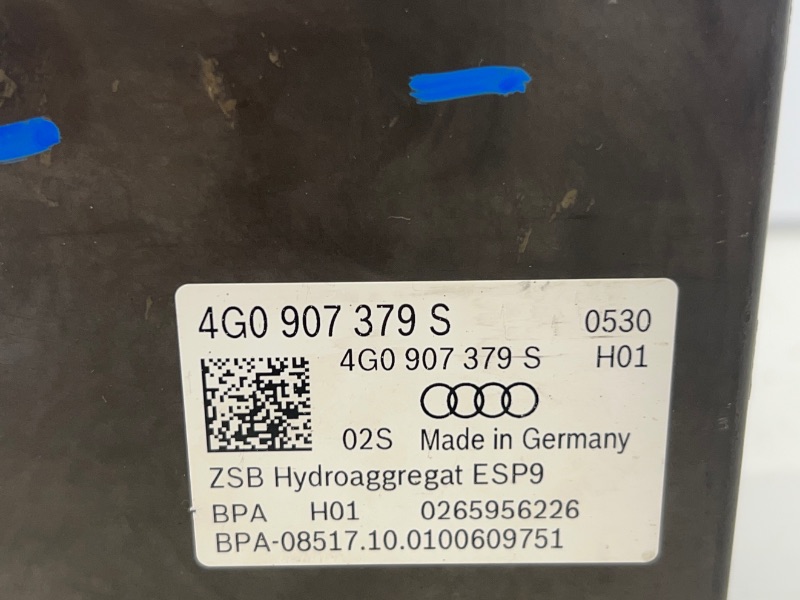 4G0 907 379 S 0530
4G0 907 379 S H01
02S Made in Germany
ZSB Hydroaggregat ESP9
BPA H01 0265956226
BPA-08517.10.0100609751